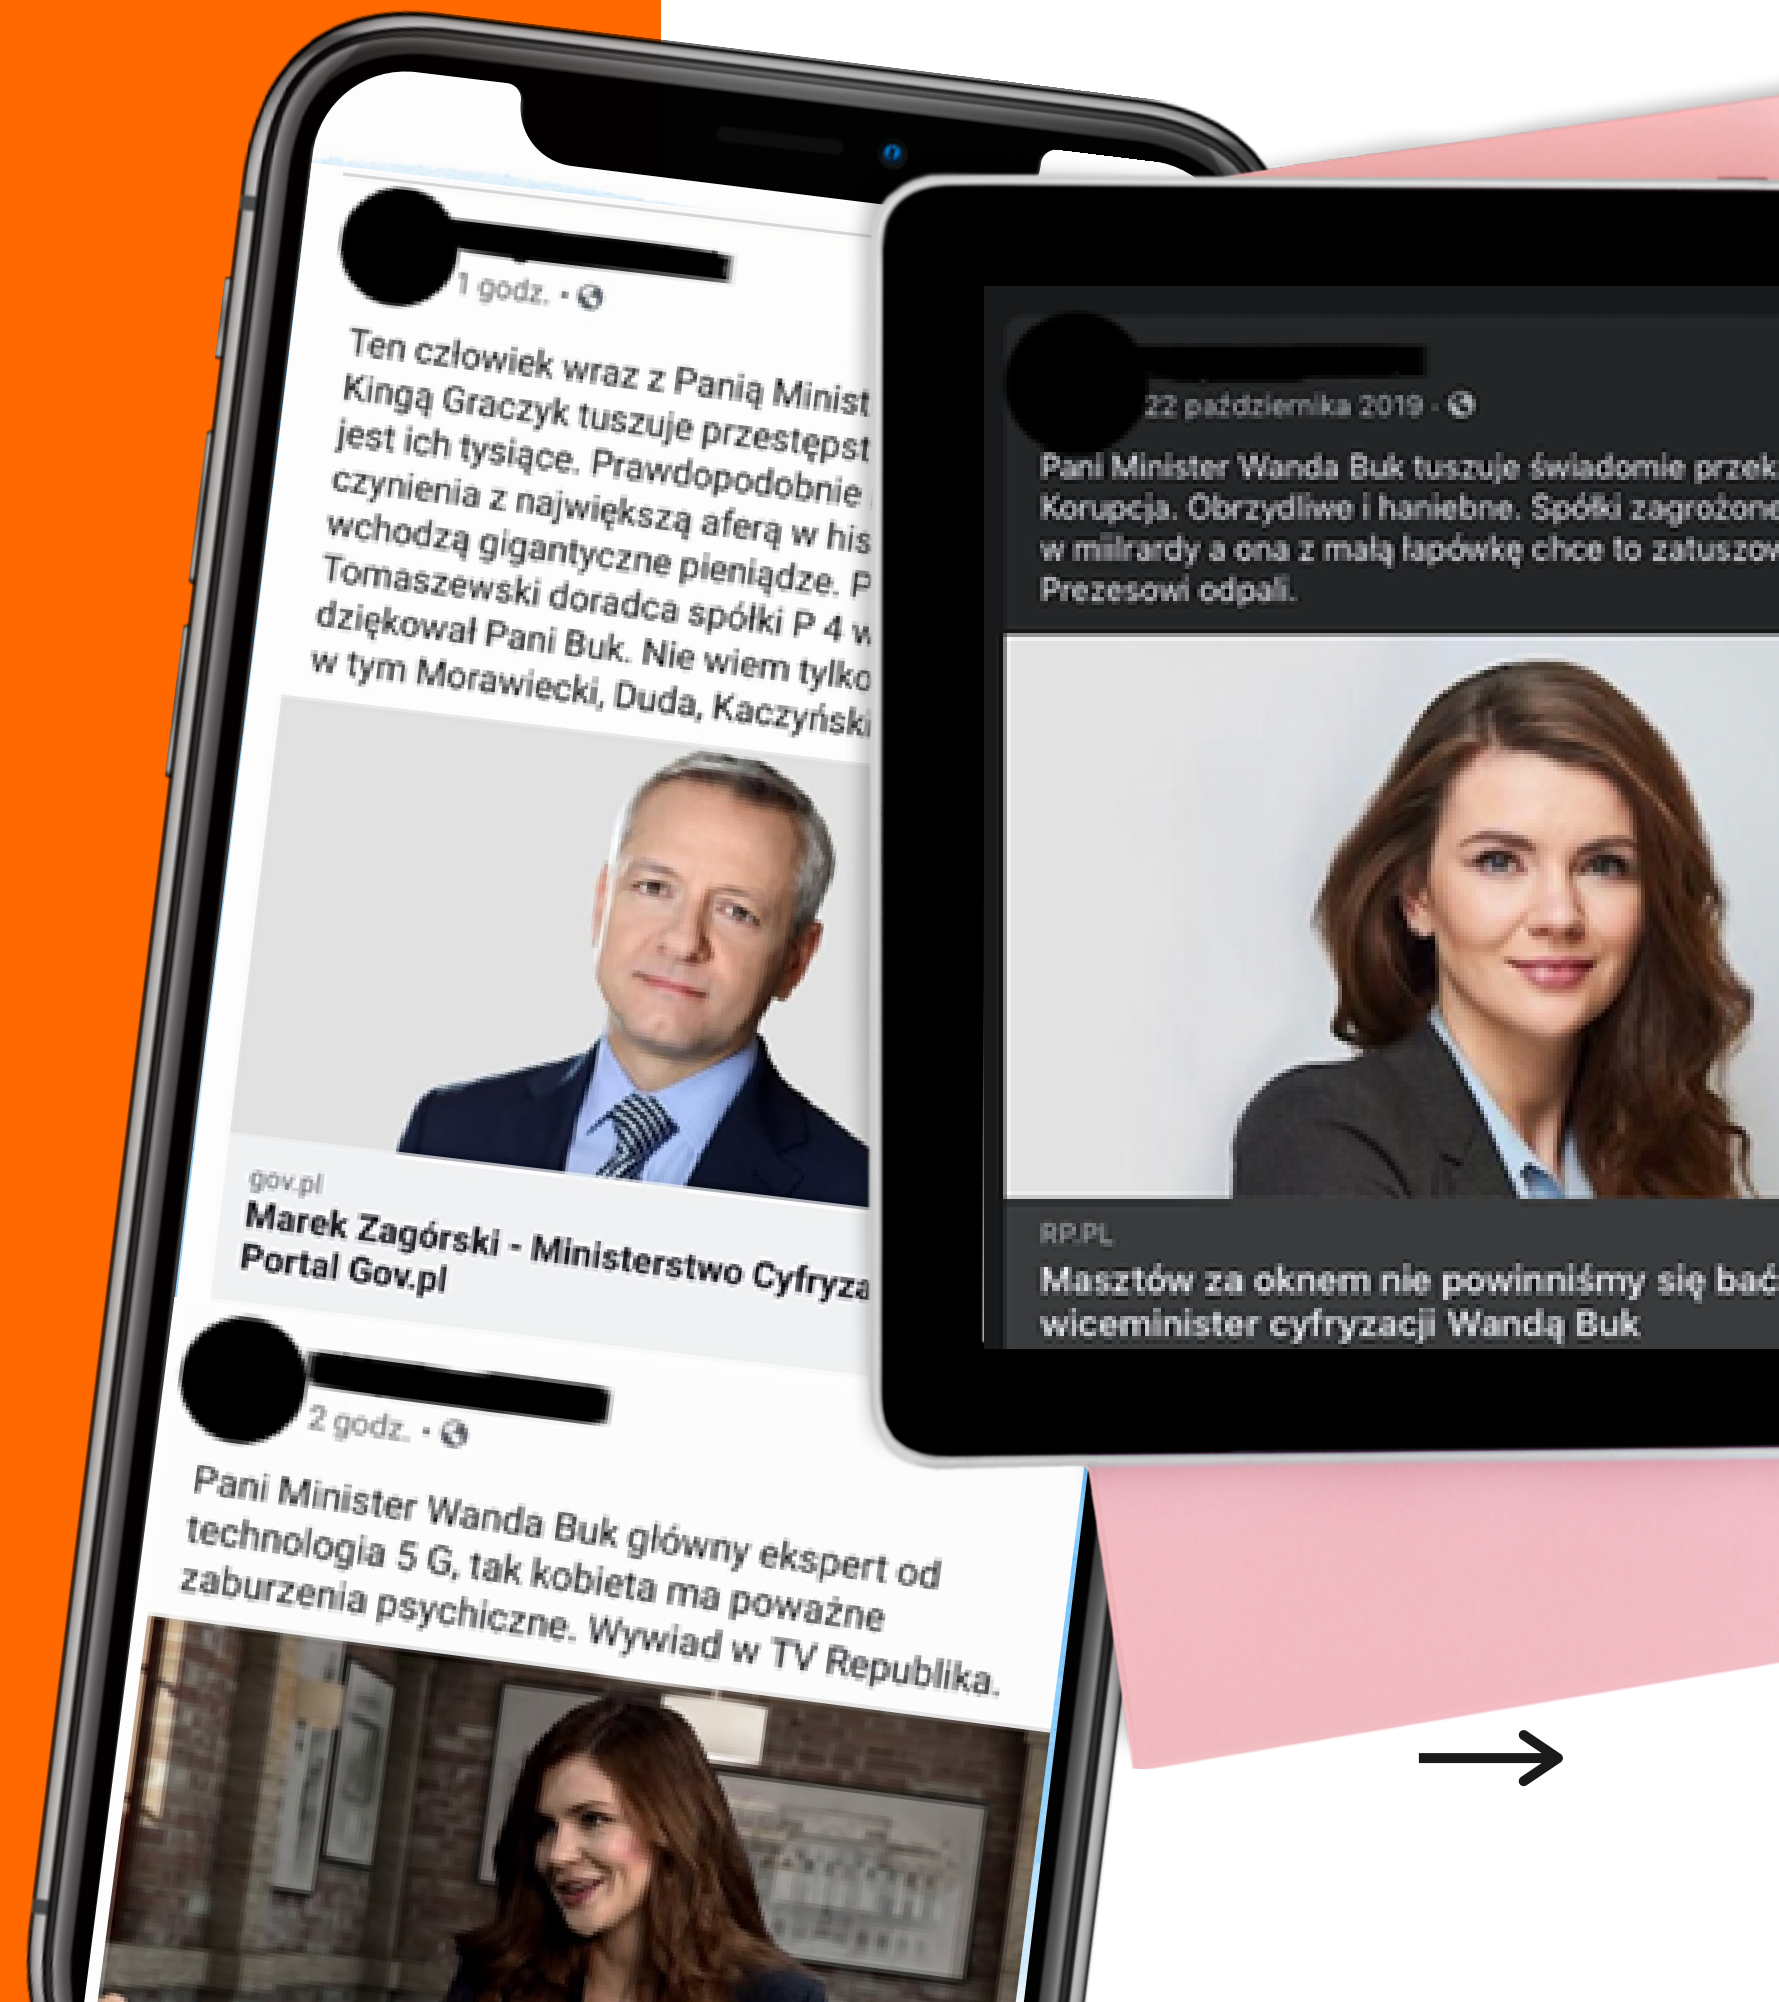 1 godz.
Ten człowiek wraz z Panią Minist
Kingą Graczyk tuszuje przestępst
jest ich tysiące. Prawdopodobnie
czynienia z największą aferą w his
wchodzą gigantyczne pieniądze. P
Tomaszewski doradca spółki P 4 w
dziękował Pani Buk. Nie wiem tylko
w tym Morawiecki, Duda, Kaczyński
gov.pl
Marek Zagórski - Ministerstwo Cyfryza
Portal Gov.pl
2 godz.
Pani Minister Wanda Buk główny ekspert od
technologia 5 G, tak kobieta ma poważne
zaburzenia psychiczne. Wywiad w TV Republika.
22 października 2019
Pani Minister Wanda Buk tuszuje świadomie przek
Korupcja. Obrzydliwe i haniebne. Spółki zagrożone
w miilrardy a ona z małą łapówkę chce to zatuszow
Prezesowi odpali.
RP.PL
Masztów za oknem nie powinniśmy się bać
wiceminister cyfryzacji Wandą Buk